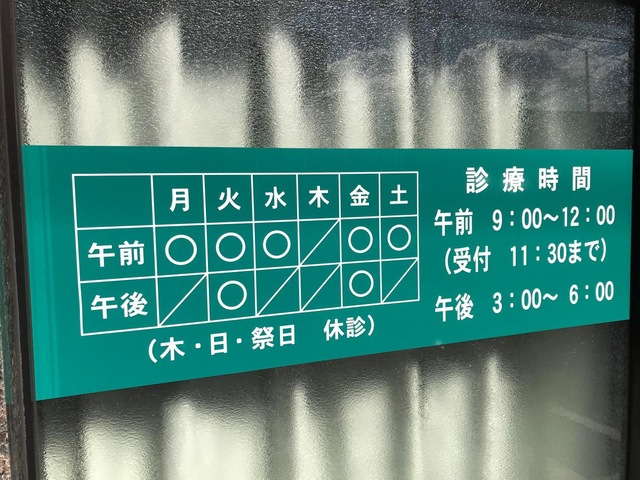 月 火 水 木 金 土
午前 ○ ○ ○ ／ ○ ○
午後 ／ ○ ／ ／ ○ ／
(木・日・祭日 休診)
診療時間
午前 9：00～12：00
(受付 11：30まで)
午後 3：00～ 6：00